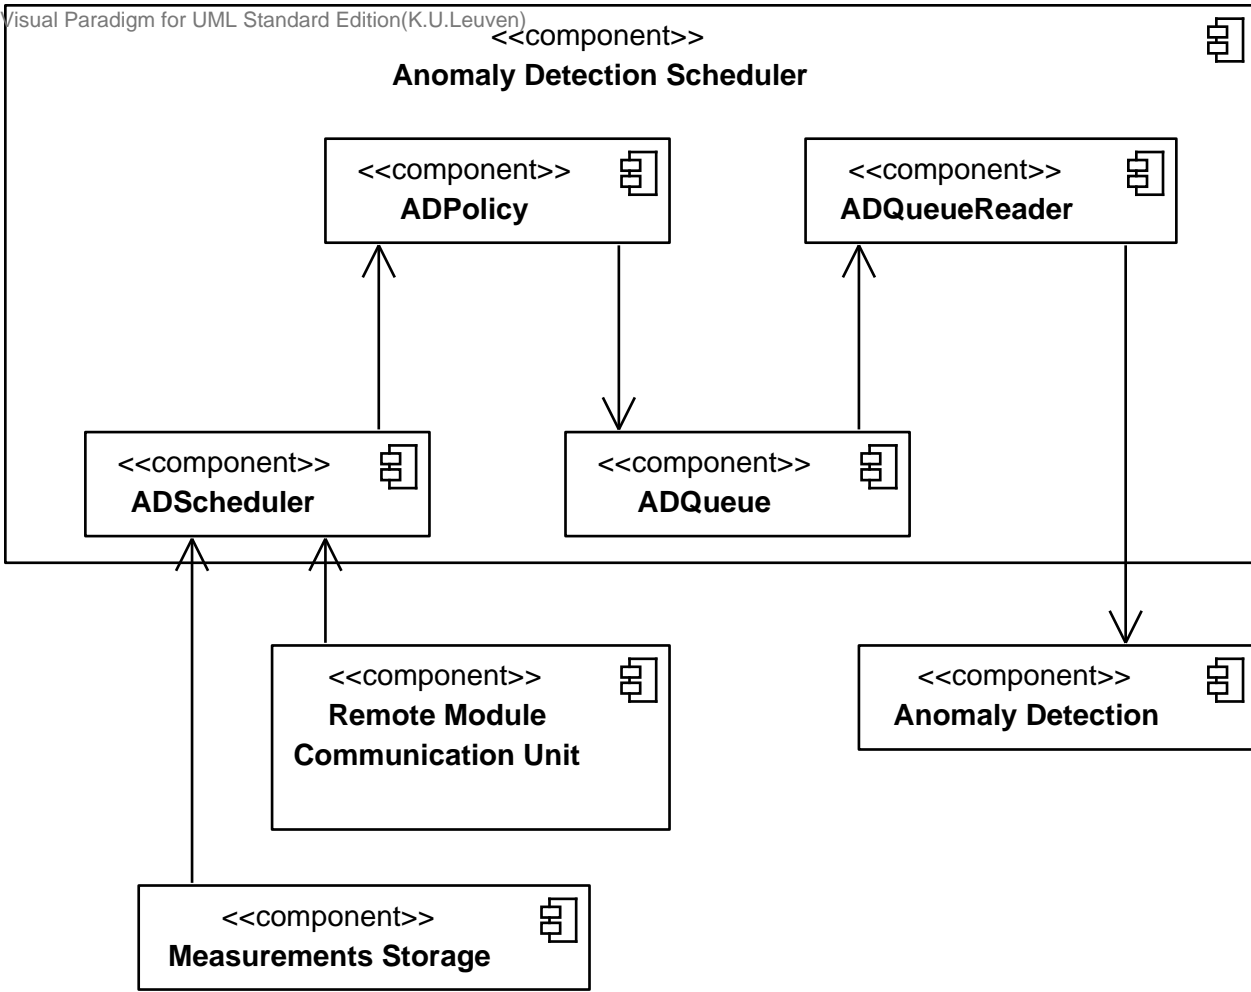 Visual Paradigm for UML Standard Edition(K.U.Leuven)
<<component>>
Anomaly Detection Scheduler
<<component>>
ADPolicy
<<component>>
ADQueueReader
<<component>>
ADScheduler
<<component>>
ADQueue
<<component>>
Remote Module
Communication Unit
<<component>>
Anomaly Detection
<<component>>
Measurements Storage